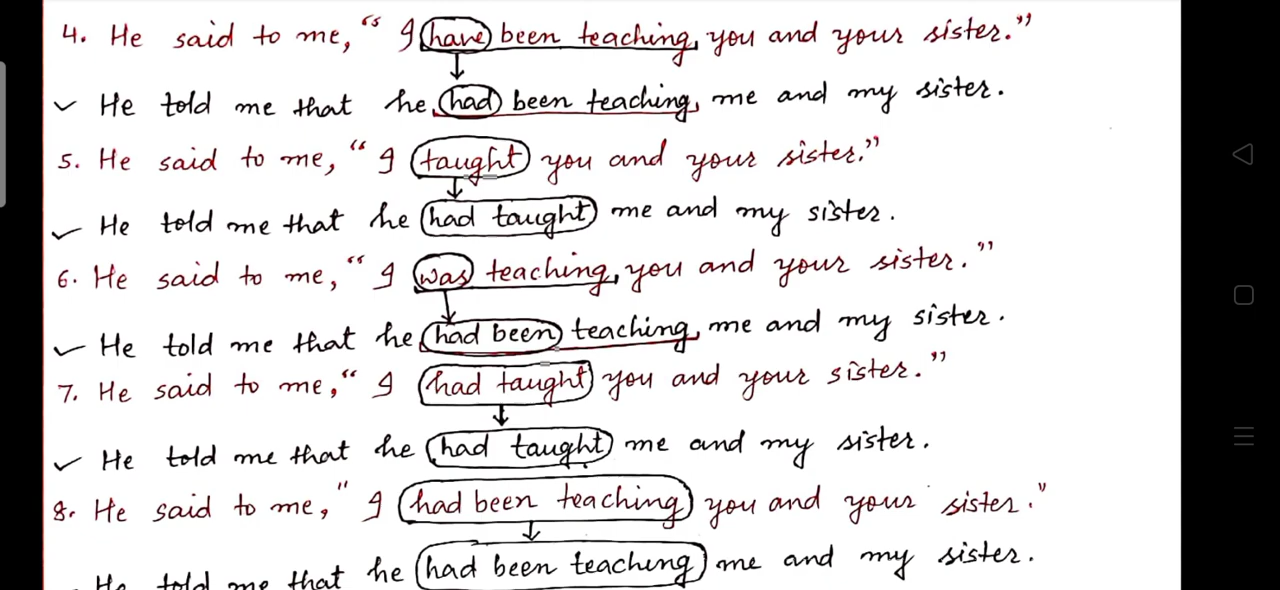 4. He said to me, “I have been teaching, you and your sister.”
✓ He told me that he had been teaching, me and my sister.
5. He said to me, “I taught you and your sister.”
✓ He told me that he had taught me and my sister.
6. He said to me, “I was teaching, you and your sister.”
✓ He told me that he had been teaching, me and my sister.
7. He said to me, “I had taught you and your sister.”
✓ He told me that he had taught me and my sister.
8. He said to me, “I had been teaching you and your sister.”
He told me that he had been teaching me and my sister.